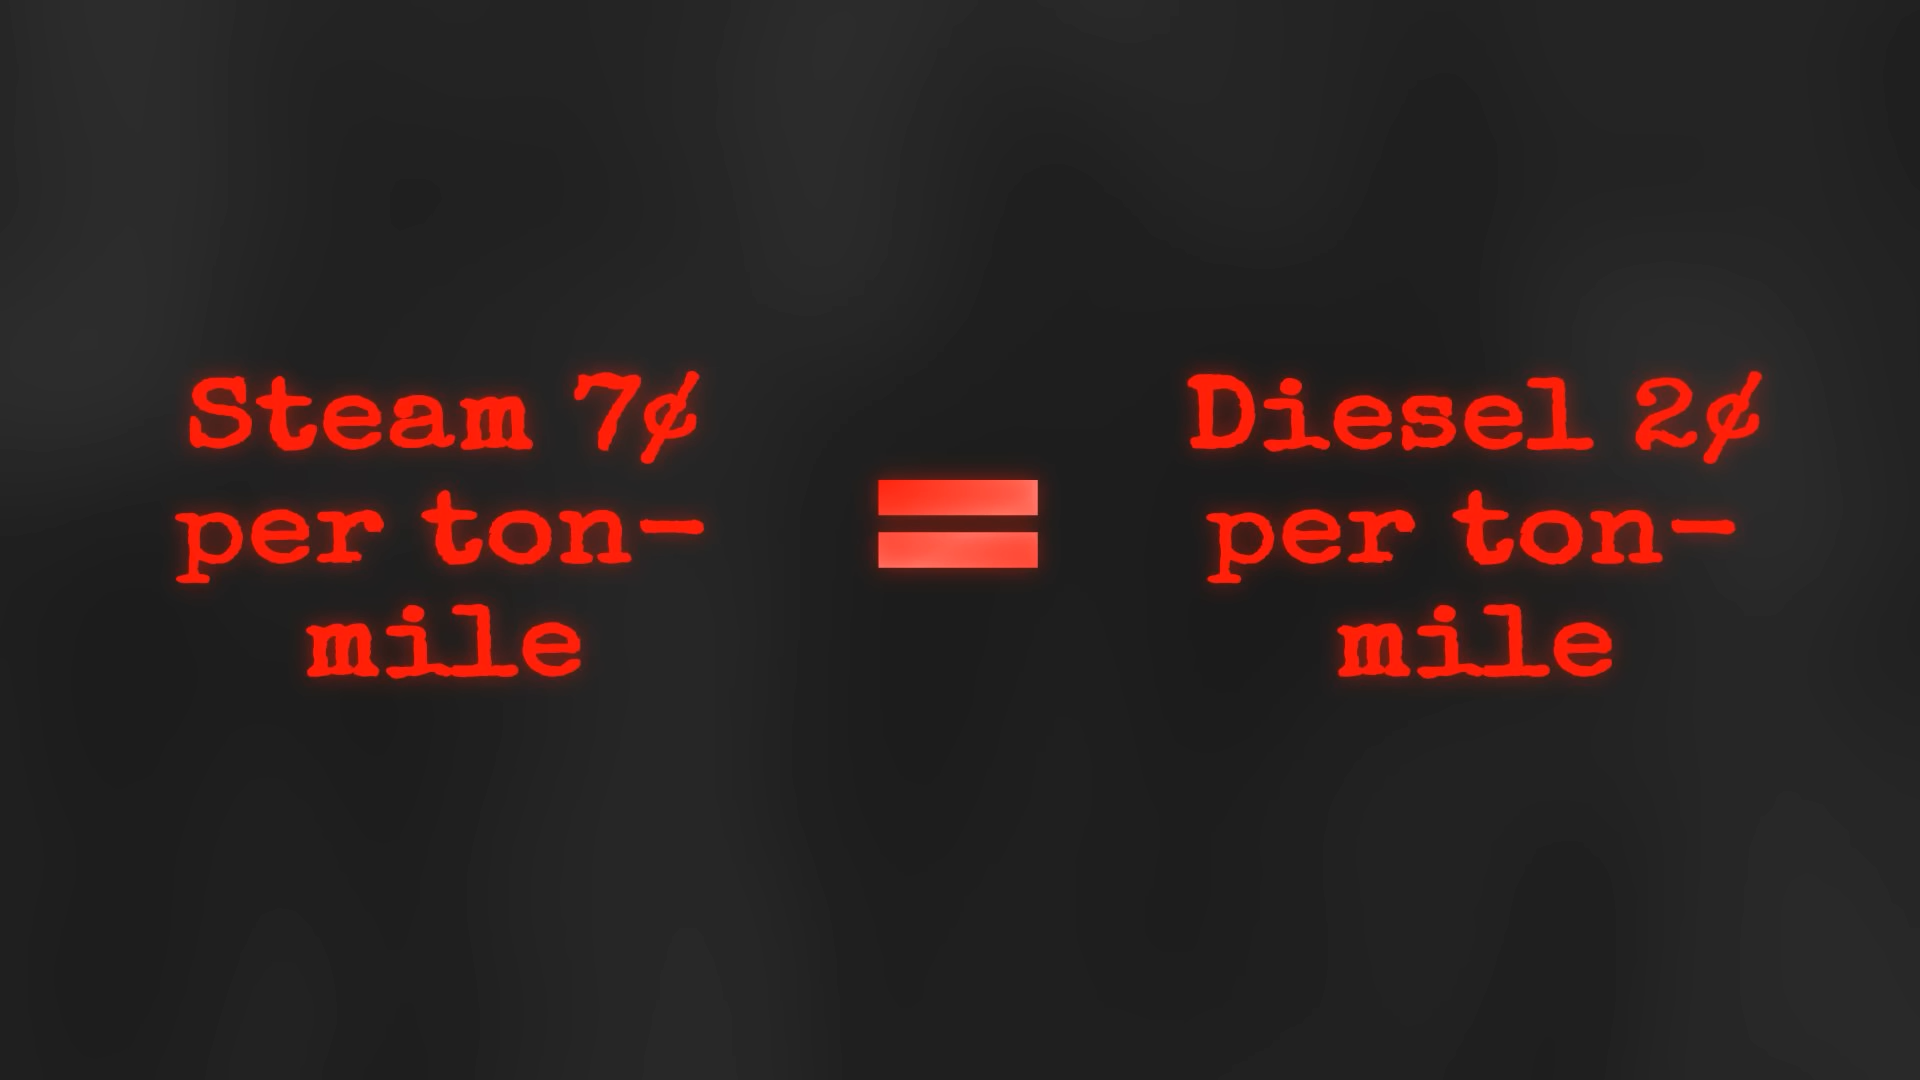 Steam 7¢
per ton-
mile
=
Diesel 2¢
per ton-
mile